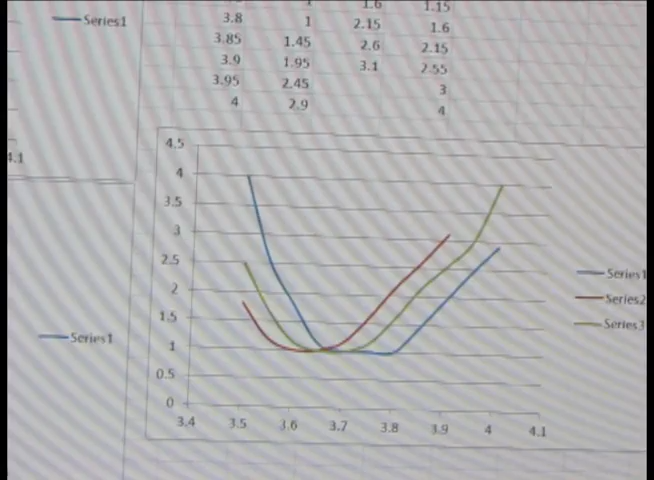 Series1
1 1.6 1.15
3.8 1 2.15 1.6
3.85 1.45 2.6 2.15
3.9 1.95 3.1 2.55
3.95 2.45 3
4 2.9 4
4.1
4.5
4
3.5
3
2.5
2
1.5
1
0.5
0
3.4 3.5 3.6 3.7 3.8 3.9 4 4.1
Series1
Series2
Series3
Series1